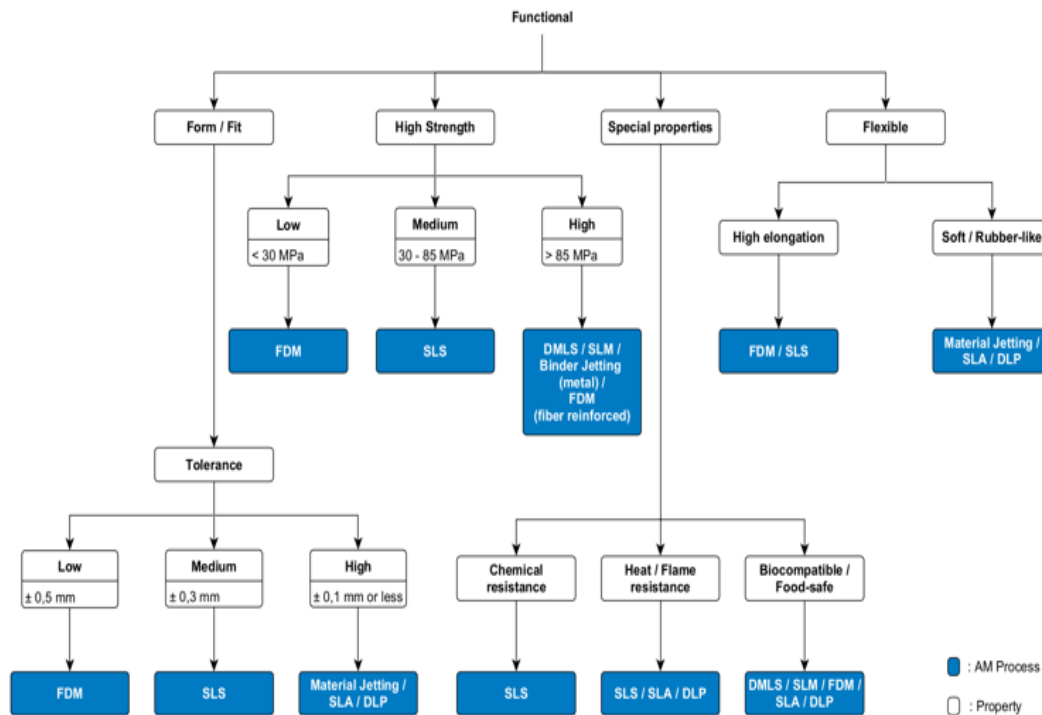 Functional
Form / Fit
High Strength
Special properties
Flexible
Low
< 30 MPa
Medium
30 - 85 MPa
High
> 85 MPa
High elongation
Soft / Rubber-like
FDM
SLS
DMLS / SLM /
Binder Jetting
(metal) /
FDM
(fiber reinforced)
FDM / SLS
Material Jetting /
SLA / DLP
Tolerance
Low
± 0,5 mm
Medium
± 0,3 mm
High
± 0,1 mm or less
Chemical
resistance
Heat / Flame
resistance
Biocompatible /
Food-safe
FDM
SLS
Material Jetting /
SLA / DLP
SLS
SLS / SLA / DLP
DMLS / SLM / FDM /
SLA / DLP
: AM Process
: Property